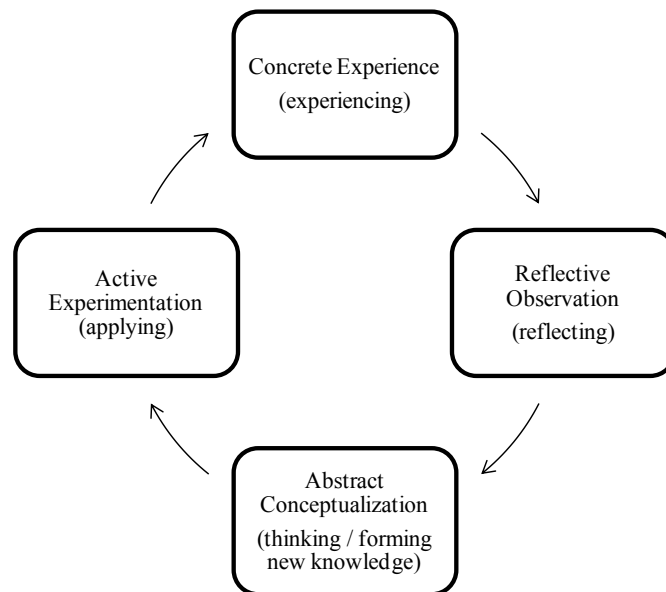 Concrete Experience
(experiencing)
Reflective
Observation
(reflecting)
Abstract
Conceptualization
(thinking / forming
new knowledge)
Active
Experimentation
(applying)